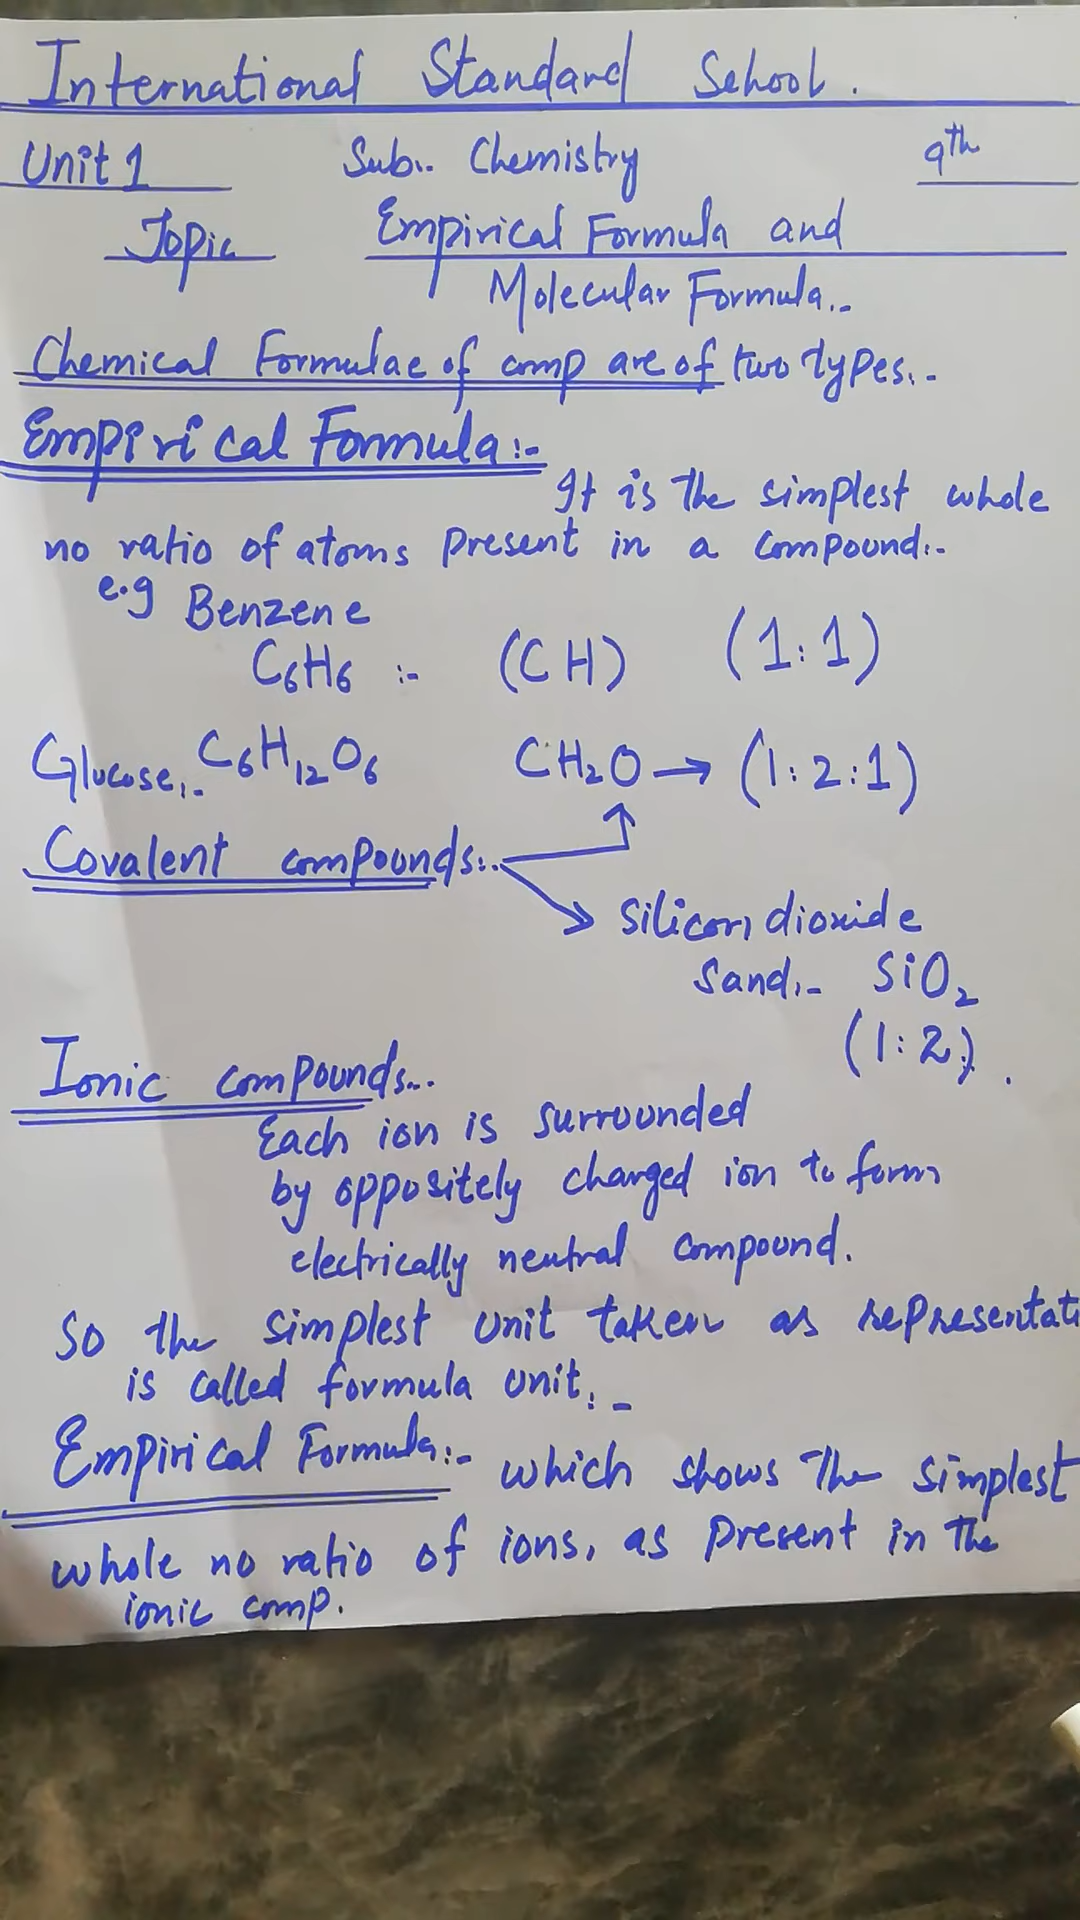 International Standard School.
Unit 1 Sub:. Chemistry 9th
Topic Empirical Formula and
Molecular Formula.-
Chemical Formulae of comp are of two types:.-
Empirical Formula:-
It is the simplest whole
no ratio of atoms present in a compound:-
e.g Benzene
C6H6 :- (CH) (1:1)
Glucose:- C6H12O6 CH2O → (1:2:1)
Covalent compounds:.
Silicon dioxide
Sand:- SiO2
(1:2).
Ionic compounds:..
Each ion is surrounded
by oppositely charged ion to form
electrically neutral compound.
So the simplest Unit taken as representati
is called formula unit:-
Empirical Formula:- which shows the simplest
whole no ratio of ions, as present in the
ionic comp.